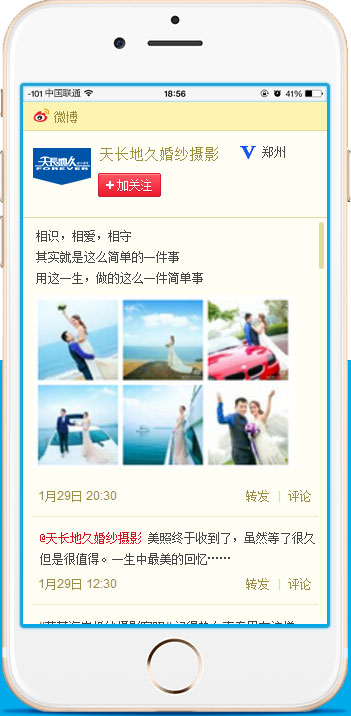 -101 中国联通 18:56 41%
微博
天长地久 FOREVER
天长地久婚纱摄影 V 郑州
+加关注
相识，相爱，相守
其实就是这么简单的一件事
用这一生，做的这么一件简单事
1月29日 20:30 转发 | 评论
@天长地久婚纱摄影 美照终于收到了，虽然等了很久
但是很值得。一生中最美的回忆……
1月29日 12:30 转发 | 评论